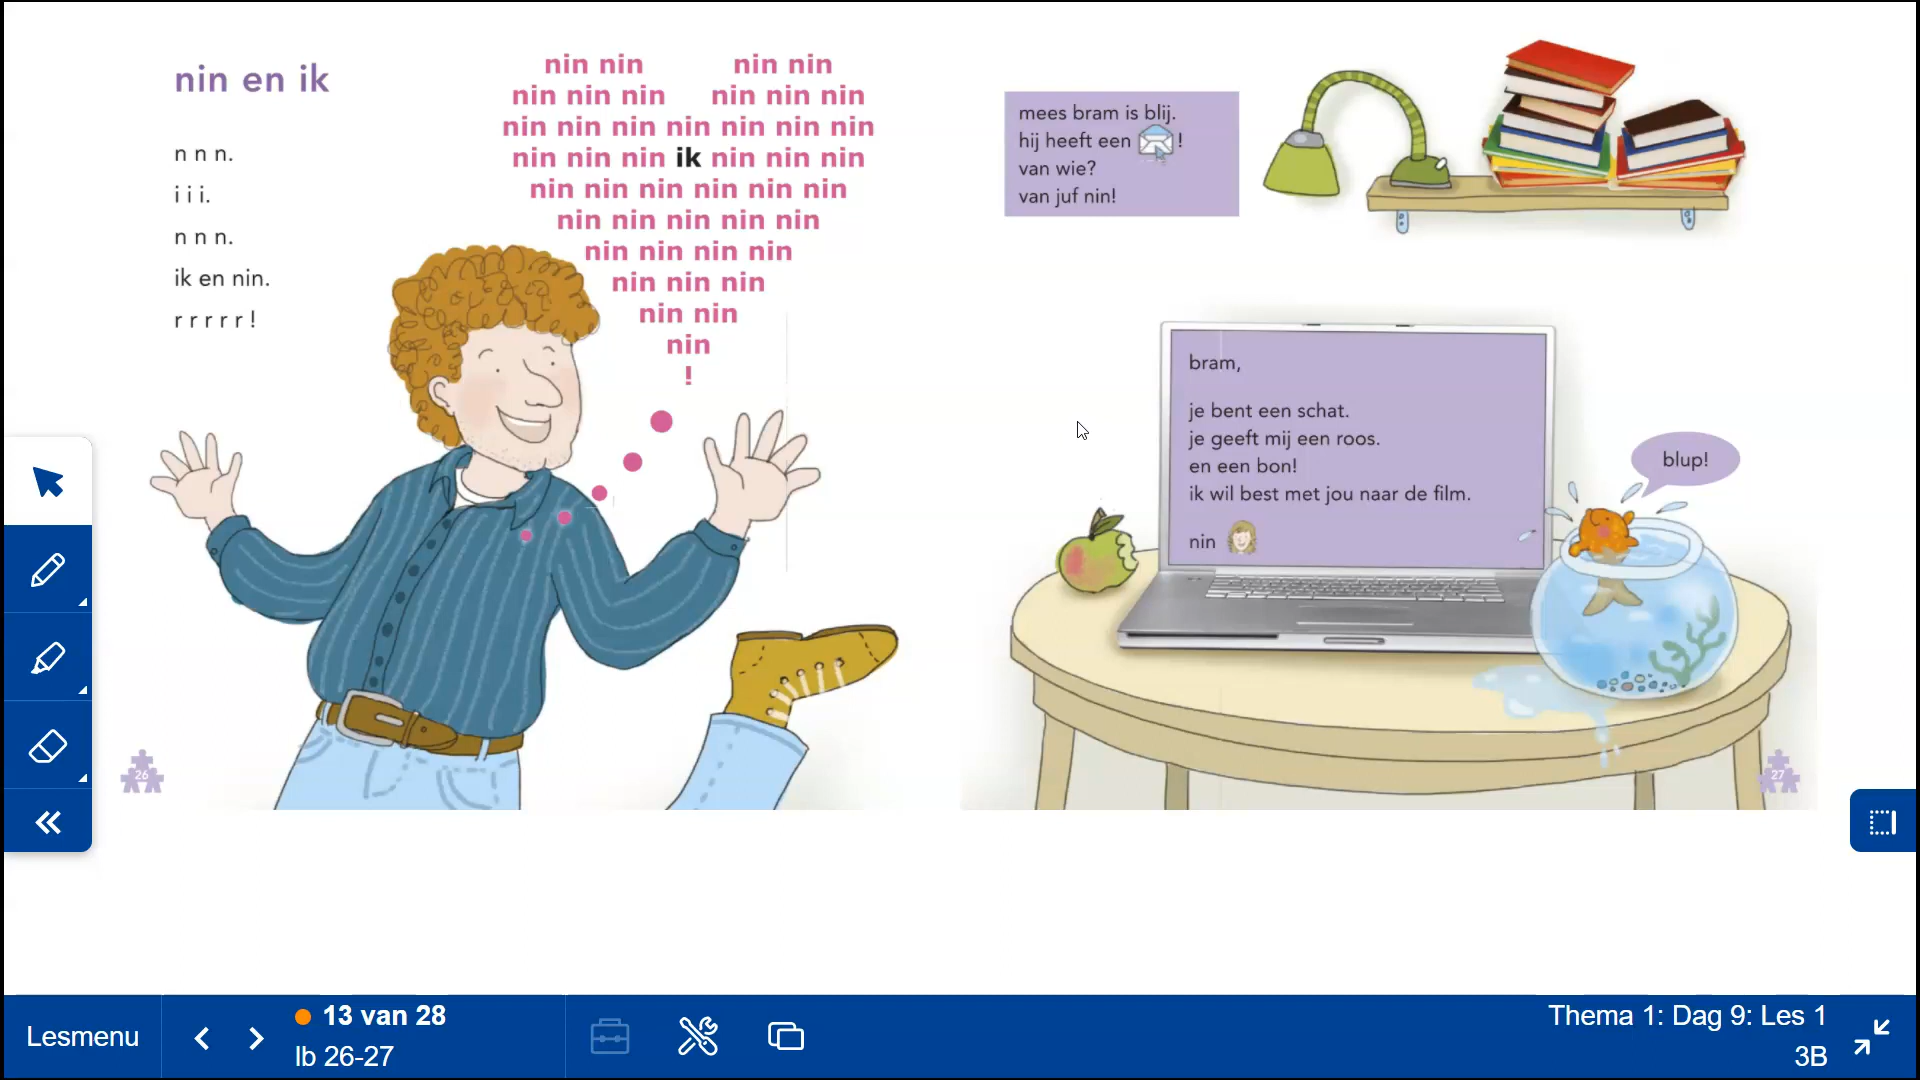 nin en ik
n n n.
i i i.
n n n.
ik en nin.
r r r r r !
nin nin nin nin
nin nin nin nin nin nin
nin nin nin nin nin nin nin
nin nin nin ik nin nin nin
nin nin nin nin nin nin
nin nin nin nin nin
nin nin nin nin
nin nin nin
nin nin
nin
!
26
mees bram is blij.
hij heeft een !
van wie?
van juf nin!
bram,
je bent een schat.
je geeft mij een roos.
en een bon!
ik wil best met jou naar de film.
nin
blup!
27
Lesmenu
13 van 28
lb 26-27
Thema 1: Dag 9: Les 1
3B